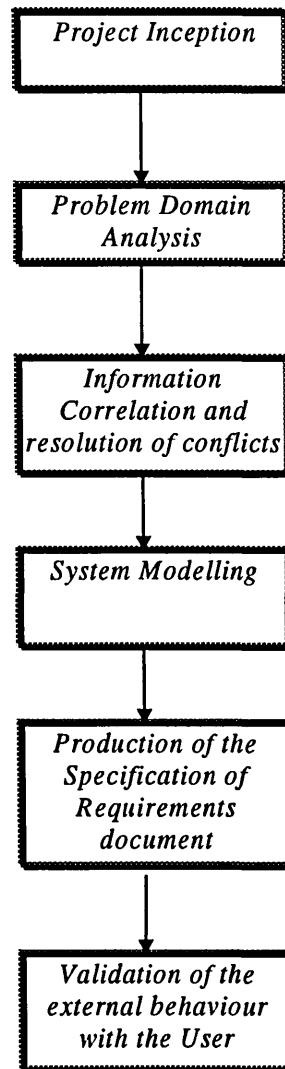 Project Inception
Problem Domain
Analysis
Information
Correlation and
resolution of conflicts
System Modelling
Production of the
Specification of
Requirements
document
Validation of the
external behaviour
with the User